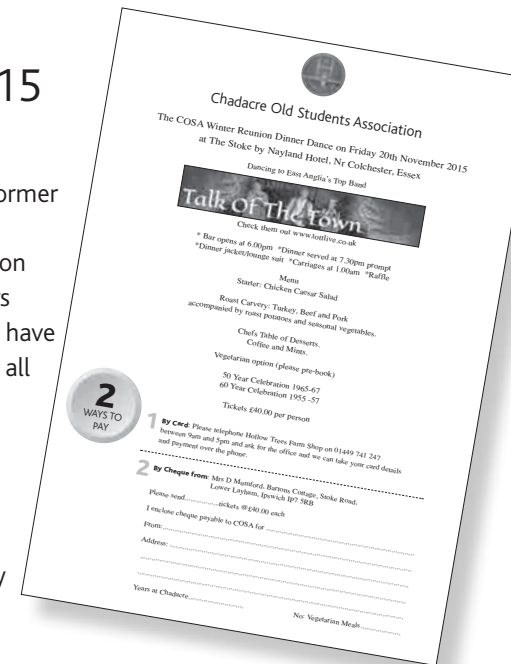 15
ormer
on
rs
have
all
y
Chadacre Old Students Association
The COSA Winter Reunion Dinner Dance on Friday 20th November 2015
at The Stoke by Nayland Hotel, Nr Colchester, Essex
Dancing to East Anglia's Top Band
Talk Of The Town
Check them out www.tottlive.co.uk
* Bar opens at 6.00pm *Dinner served at 7.30pm prompt
*Dinner jacket/lounge suit *Carriages at 1.00am *Raffle
Menu
Starter: Chicken Caesar Salad
Roast Carvery: Turkey, Beef and Pork
accompanied by roast potatoes and seasonal vegetables.
Chefs Table of Desserts.
Coffee and Mints.
Vegetarian option (please pre-book)
50 Year Celebration 1965-67
60 Year Celebration 1955 -57
Tickets £40.00 per person
2
WAYS TO
PAY
1 By Card: Please telephone Hollow Trees Farm Shop on 01449 741 247
between 9am and 5pm and ask for the office and we can take your card details
and payment over the phone.
2 By Cheque from: Mrs D Mumford, Bartons Cottage, Stoke Road,
Lower Layham, Ipswich IP7 5RB
Please send...............tickets @£40.00 each
I enclose cheque payable to COSA for ..........................................................
From:..........................................................................................
Address: ......................................................................................
Years at Chadacre........................ No: Vegetarian Meals.................